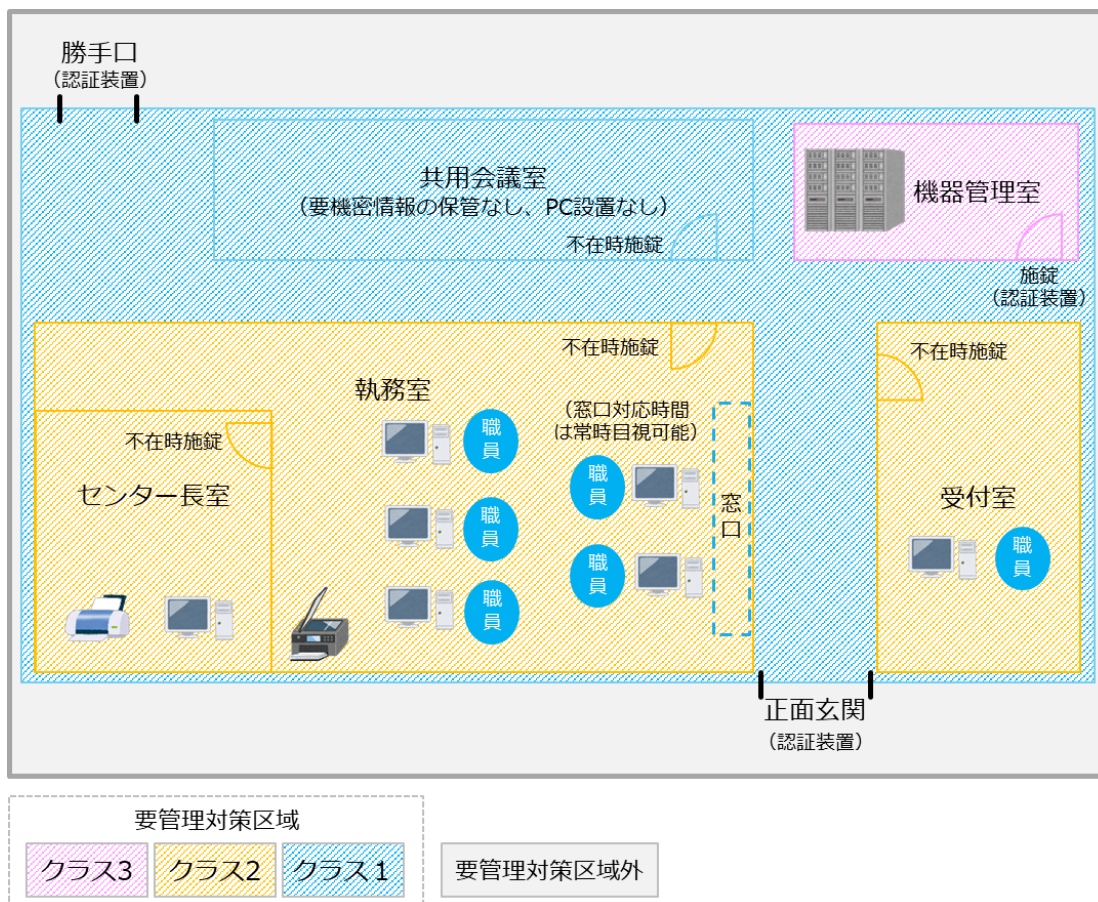 勝手口
（認証装置）
共用会議室
（要機密情報の保管なし、PC設置なし）
不在時施錠
機器管理室
施錠
（認証装置）
不在時施錠
執務室
（窓口対応時間
は常時目視可能）
不在時施錠
センター長室
職
員
職
員
職
員
職
員
職
員
窓
口
不在時施錠
受付室
職
員
正面玄関
（認証装置）
要管理対策区域
クラス3
クラス2
クラス１
要管理対策区域外